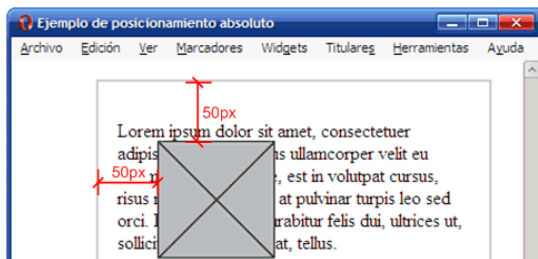 Ejemplo de posicionamiento absoluto
Archivo Edición Ver Marcadores Widgets Titulares Herramientas Ayuda
50px
Lorem ipsum dolor sit amet, consectetuer
adipis is ullamcorper velit eu
50px , est in volutpat cursus,
risus at pulvinar turpis leo sed
orci. rabitur felis dui, ultrices ut,
sollicit at, tellus.